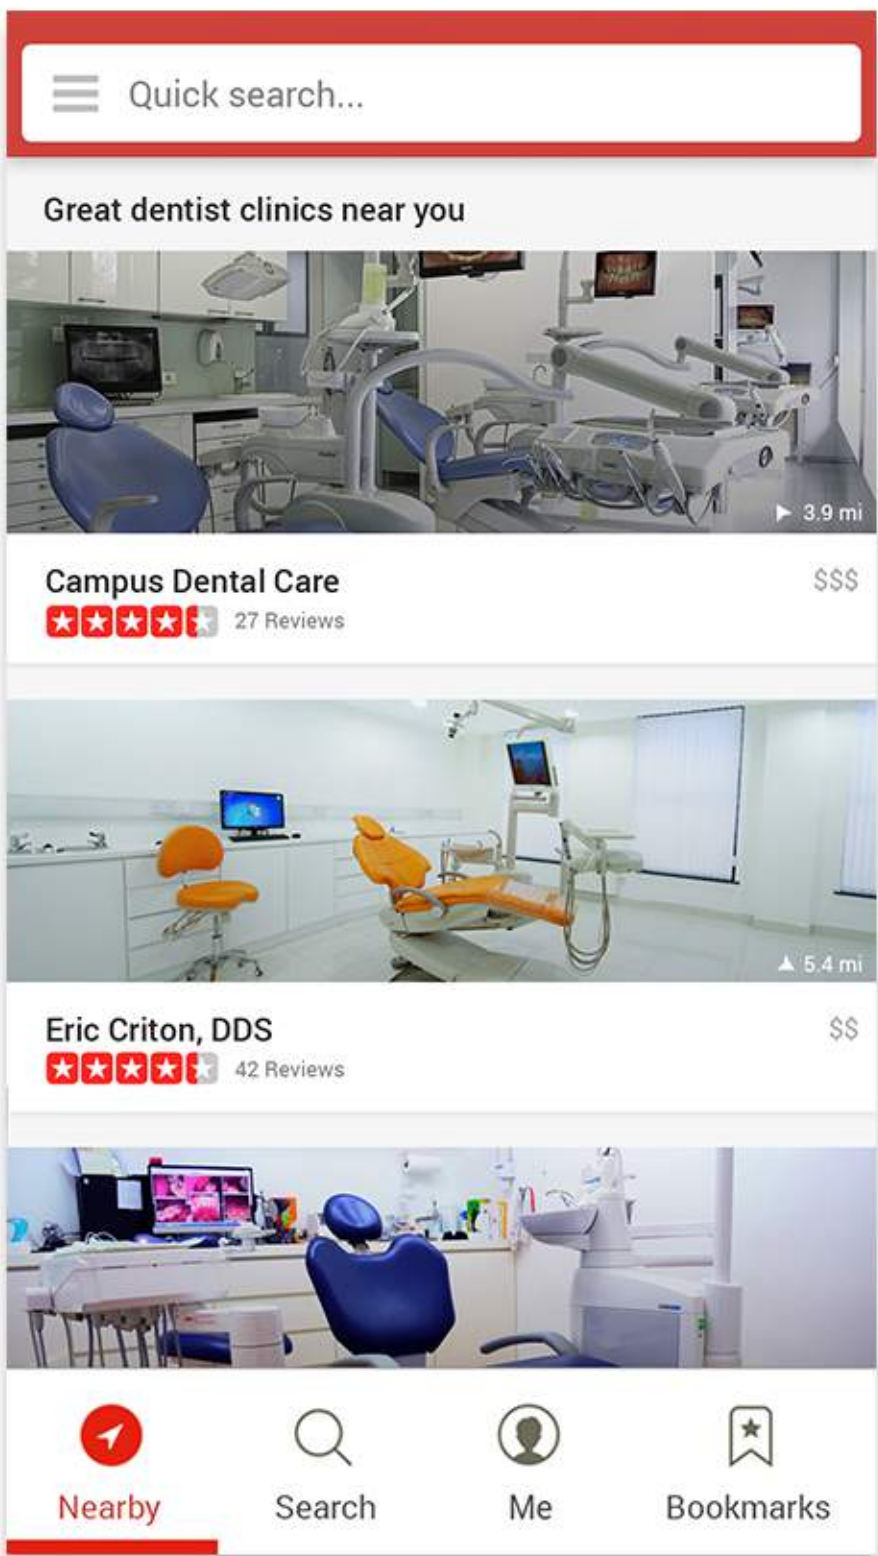 Quick search...
Great dentist clinics near you
3.9 mi
Campus Dental Care
$$$
27 Reviews
5.4 mi
Eric Criton, DDS
$$
42 Reviews
Nearby
Search
Me
Bookmarks